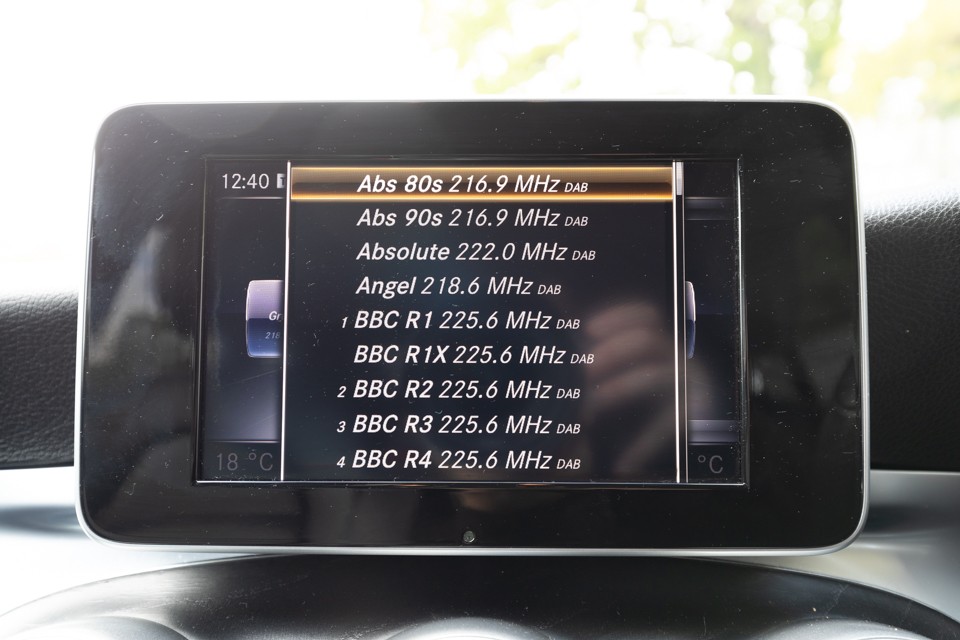 12:40
Abs 80s 216.9 MHz DAB
Abs 90s 216.9 MHz DAB
Absolute 222.0 MHz DAB
Angel 218.6 MHz DAB
1 BBC R1 225.6 MHz DAB
BBC R1X 225.6 MHz DAB
2 BBC R2 225.6 MHz DAB
3 BBC R3 225.6 MHz DAB
4 BBC R4 225.6 MHz DAB
Gr
218
18 °C
°C